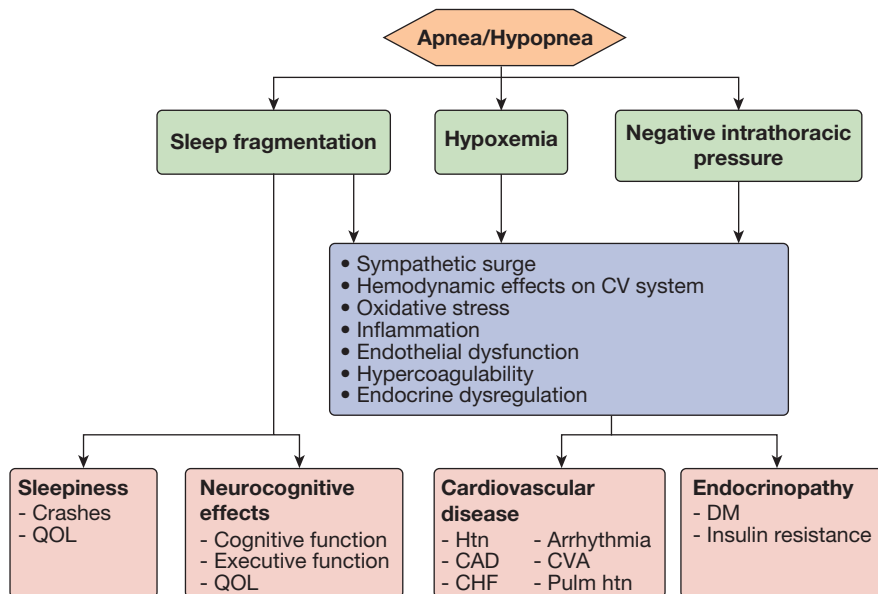 Apnea/Hypopnea
Sleep fragmentation
Hypoxemia
Negative intrathoracic
pressure
• Sympathetic surge
• Hemodynamic effects on CV system
• Oxidative stress
• Inflammation
• Endothelial dysfunction
• Hypercoagulability
• Endocrine dysregulation
Sleepiness
- Crashes
- QOL
Neurocognitive
effects
- Cognitive function
- Executive function
- QOL
Cardiovascular
disease
- Htn - Arrhythmia
- CAD - CVA
- CHF - Pulm htn
Endocrinopathy
- DM
- Insulin resistance